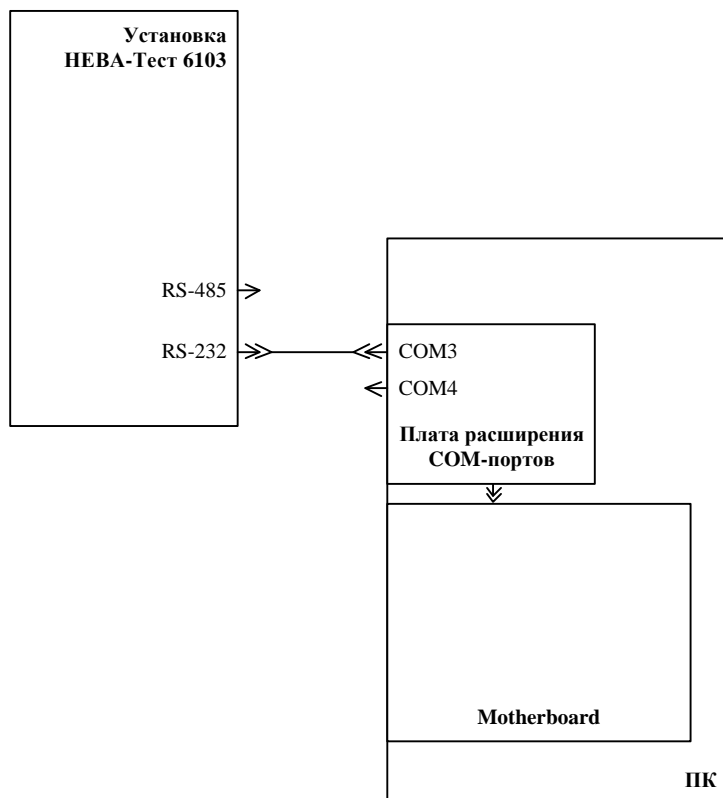 Установка
НЕВА-Тест 6103
RS-485
RS-232
COM3
COM4
Плата расширения
COM-портов
Motherboard
ПК